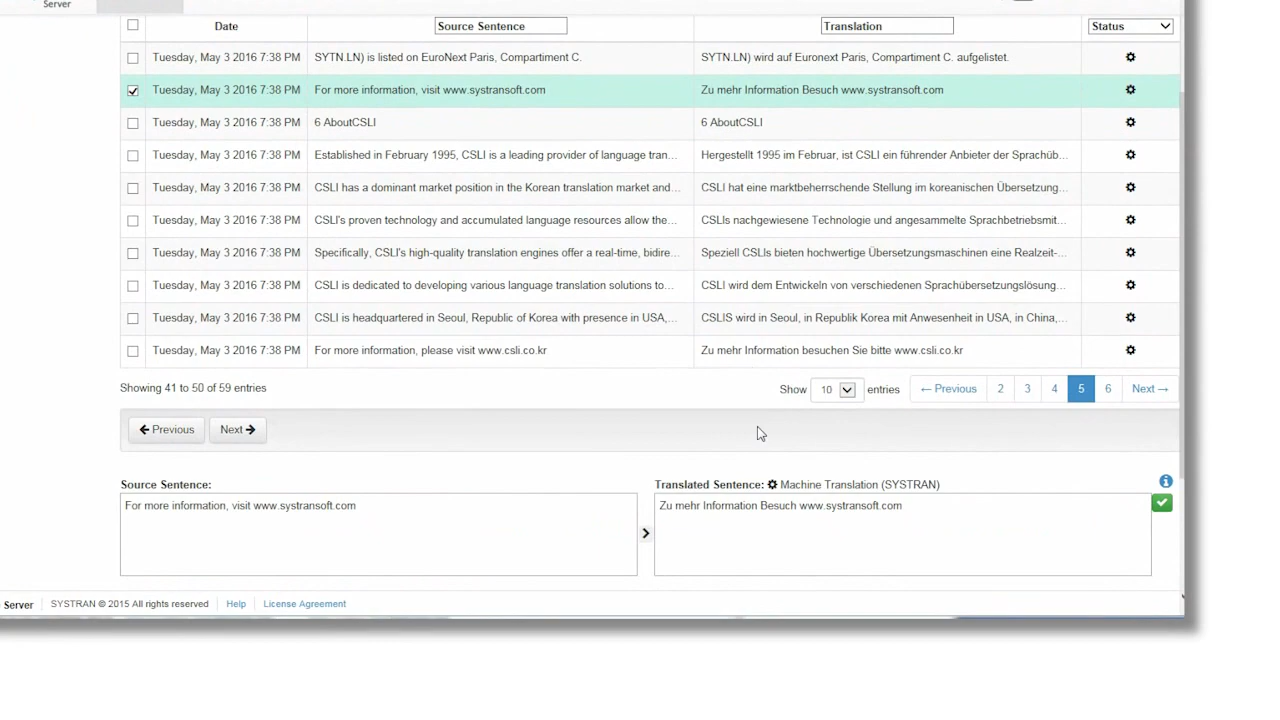 Server
Date Source Sentence Translation Status
Tuesday, May 3 2016 7:38 PM SYTN.LN) is listed on EuroNext Paris, Compartiment C. SYTN.LN) wird auf Euronext Paris, Compartiment C. aufgelistet.
Tuesday, May 3 2016 7:38 PM For more information, visit www.systransoft.com Zu mehr Information Besuch www.systransoft.com
Tuesday, May 3 2016 7:38 PM 6 AboutCSLI 6 AboutCSLI
Tuesday, May 3 2016 7:38 PM Established in February 1995, CSLI is a leading provider of language tran... Hergestellt 1995 im Februar, ist CSLI ein führender Anbieter der Sprachüb...
Tuesday, May 3 2016 7:38 PM CSLI has a dominant market position in the Korean translation market and... CSLI hat eine marktbeherrschende Stellung im koreanischen Übersetzung...
Tuesday, May 3 2016 7:38 PM CSLI's proven technology and accumulated language resources allow the... CSLIs nachgewiesene Technologie und angesammelte Sprachbetriebsmit...
Tuesday, May 3 2016 7:38 PM Specifically, CSLI's high-quality translation engines offer a real-time, bidire... Speziell CSLIs bieten hochwertige Übersetzungsmaschinen eine Realzeit-...
Tuesday, May 3 2016 7:38 PM CSLI is dedicated to developing various language translation solutions to... CSLI wird dem Entwickeln von verschiedenen Sprachübersetzungslösung...
Tuesday, May 3 2016 7:38 PM CSLI is headquartered in Seoul, Republic of Korea with presence in USA,... CSLIS wird in Seoul, in Republik Korea mit Anwesenheit in USA, in China,...
Tuesday, May 3 2016 7:38 PM For more information, please visit www.csli.co.kr Zu mehr Information besuchen Sie bitte www.csli.co.kr
Showing 41 to 50 of 59 entries Show 10 entries ← Previous 2 3 4 5 6 Next →
Previous Next
Source Sentence: Translated Sentence: Machine Translation (SYSTRAN)
For more information, visit www.systransoft.com Zu mehr Information Besuch www.systransoft.com
Server SYSTRAN © 2015 All rights reserved Help License Agreement